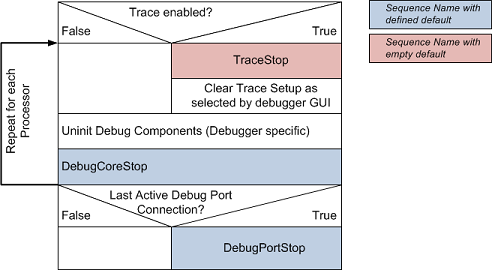 Trace enabled?
False
True
TraceStop
Clear Trace Setup as
selected by debugger GUI
Uninit Debug Components (Debugger specific)
DebugCoreStop
Last Active Debug Port
Connection?
False
True
DebugPortStop
Repeat for each
Processor
Sequence Name with
defined default
Sequence Name with
empty default